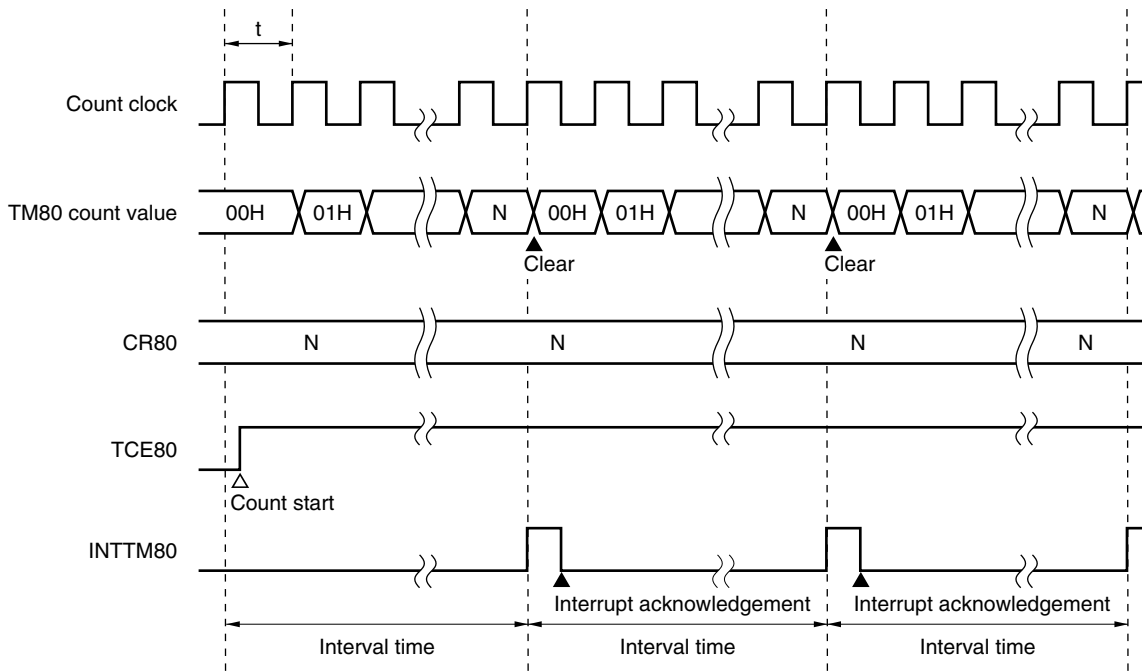 t
Count clock
TM80 count value 00H 01H N 00H 01H N 00H 01H N
Clear Clear
CR80 N N N N
TCE80
Count start
INTTM80
Interrupt acknowledgement Interrupt acknowledgement
Interval time Interval time Interval time